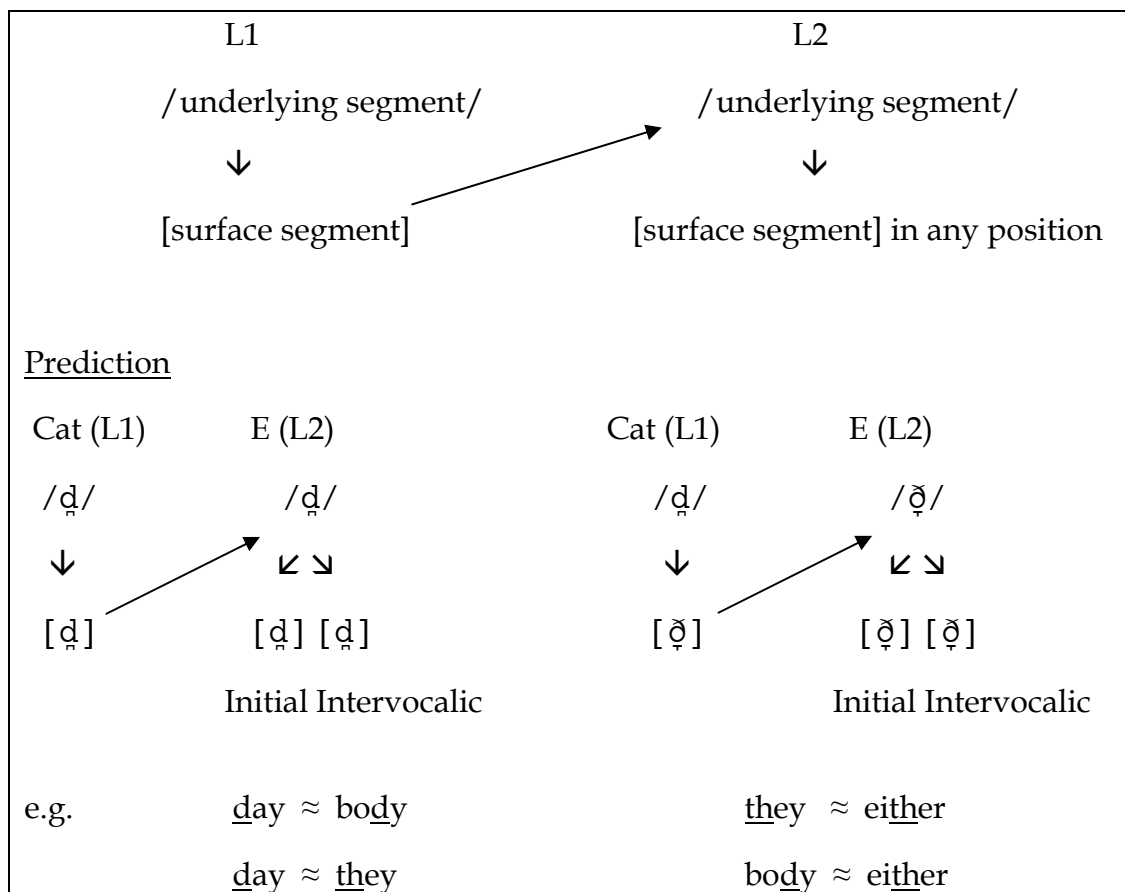 L1 L2
/underlying segment/ /underlying segment/
↓ ↓
[surface segment] [surface segment] in any position
Prediction
Cat (L1) E (L2) Cat (L1) E (L2)
/d̪/ /d̪/ /d̪/ /ð̞/
↓ ↙ ↘ ↓ ↙ ↘
[d̪] [d̪] [d̪] [ð̞] [ð̞] [ð̞]
Initial Intervocalic Initial Intervocalic
e.g. day ≈ body they ≈ either
day ≈ they body ≈ either